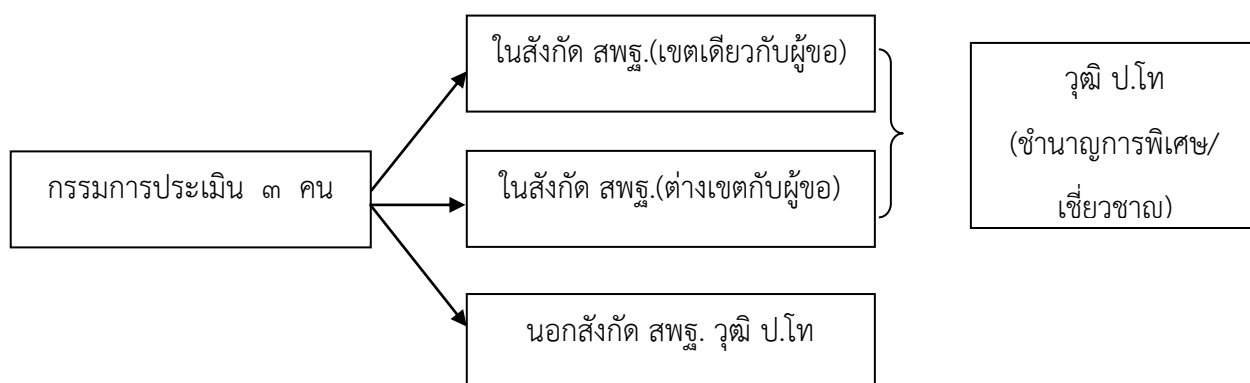 ในสังกัด สพฐ.(เขตเดียวกับผู้ขอ)
วุฒิ ป.โท
(ชำนาญการพิเศษ/
เชี่ยวชาญ)
กรรมการประเมิน ๓ คน
ในสังกัด สพฐ.(ต่างเขตกับผู้ขอ)
นอกสังกัด สพฐ. วุฒิ ป.โท